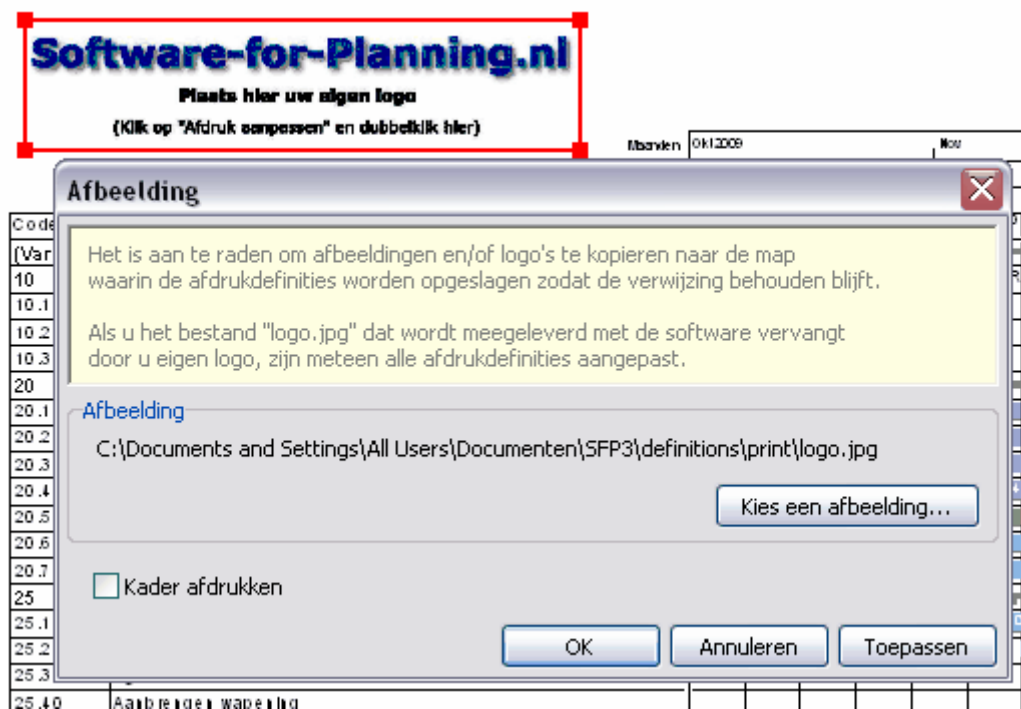 Software-for-Planning.nl
Plaats hier uw eigen logo
(Klik op "Afdruk aanpassen" en dubbelklik hier)
Maanden Okt 2009 Nov
Afbeelding
Code
(Var
Het is aan te raden om afbeeldingen en/of logo's te kopieren naar de map
waarin de afdrukdefinities worden opgeslagen zodat de verwijzing behouden blijft.
Als u het bestand "logo.jpg" dat wordt meegeleverd met de software vervangt
door u eigen logo, zijn meteen alle afdrukdefinities aangepast.
10
10.1
10.2
10.3
20
20.1
20.2
20.3
20.4
20.5
20.6
20.7
25
25.1
25.2
25.3
Afbeelding
C:\Documents and Settings\All Users\Documenten\SFP3\definitions\print\logo.jpg
Kies een afbeelding...
Kader afdrukken
OK Annuleren Toepassen
25.40 Aanbrengen wapening